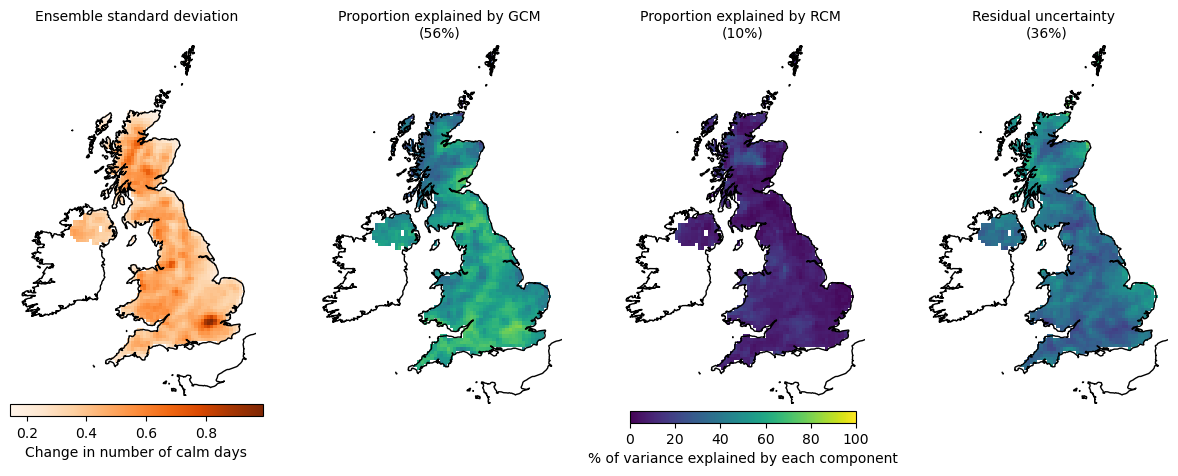 Ensemble standard deviation
Proportion explained by GCM
(56%)
Proportion explained by RCM
(10%)
Residual uncertainty
(36%)
0.2 0.4 0.6 0.8
Change in number of calm days
0 20 40 60 80 100
% of variance explained by each component